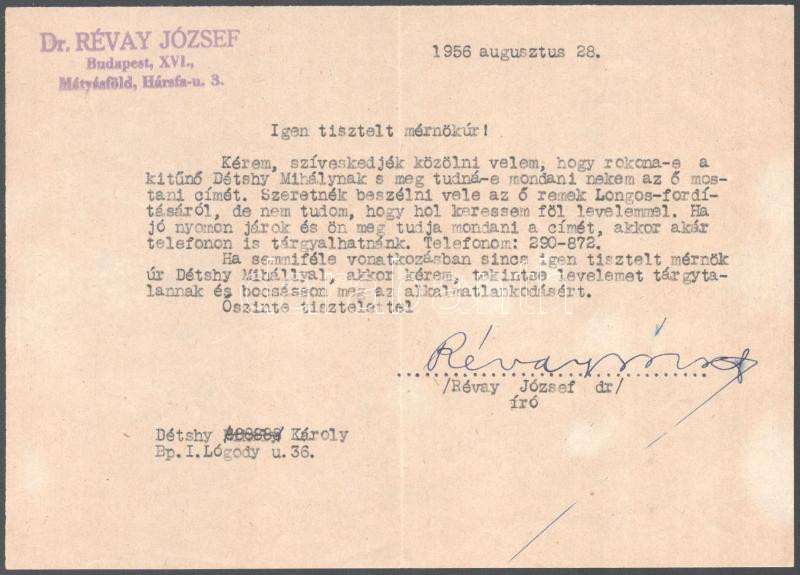 Dr. RÉVAY JÓZSEF
Budapest, XVI.,
Mátyásföld, Hársfa-u. 3.
1956 augusztus 28.
Igen tisztelt mérnökúr!
Kérem, szíveskedjék közölni velem, hogy rokona-e a
kitűnő Détshy Mihálynak s meg tudná-e mondani nekem az ő mos-
tani címét. Szeretnék beszélni vele az ő remek Longos-fordí-
tásáról, de nem tudom, hogy hol keressem föl levelemmel. Ha
jó nyomon járok és ön meg tudja mondani a címét, akkor akár
telefonon is tárgyalhatnánk. Telefonom: 290-872.
Ha semmiféle vonatkozásban sincs igen tisztelt mérnök
úr Détshy Mihállyal, akkor kérem, tekintse levelemet tárgyta-
lannak és bocsásson meg az alkalmatlankodásért.
Őszinte tisztelettel
Révay József
/Révay József dr/
író
Détshy Károly
Bp. I. Lógody u. 36.